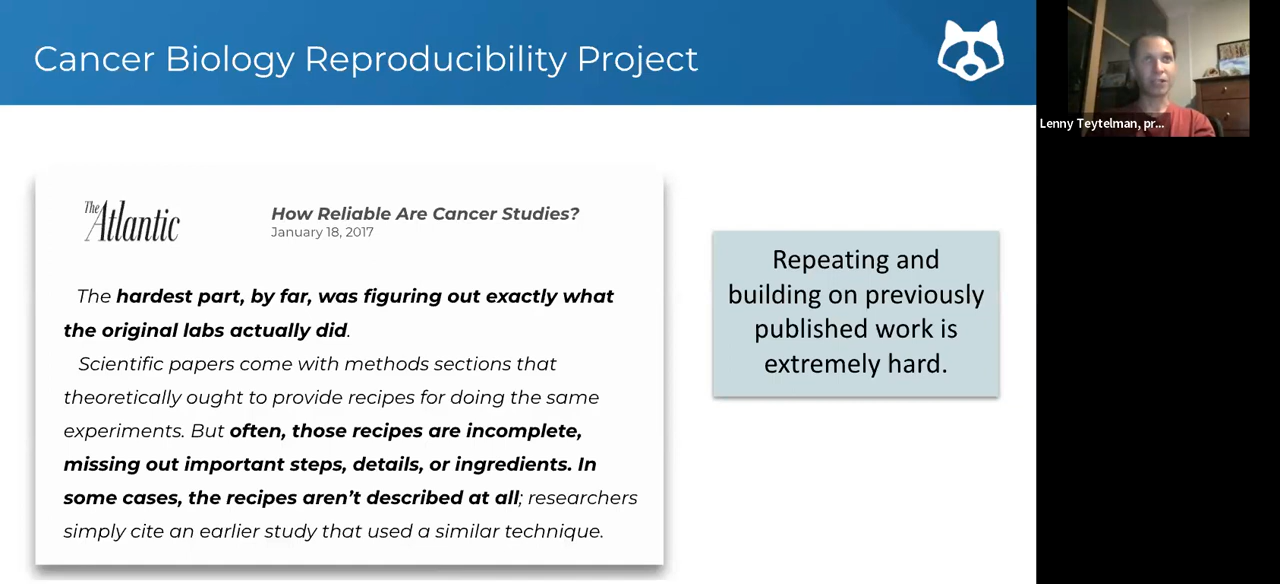 Cancer Biology Reproducibility Project
Lenny Teytelman, pr...
The Atlantic
How Reliable Are Cancer Studies?
January 18, 2017
The hardest part, by far, was figuring out exactly what
the original labs actually did.
Scientific papers come with methods sections that
theoretically ought to provide recipes for doing the same
experiments. But often, those recipes are incomplete,
missing out important steps, details, or ingredients. In
some cases, the recipes aren’t described at all; researchers
simply cite an earlier study that used a similar technique.
Repeating and
building on previously
published work is
extremely hard.